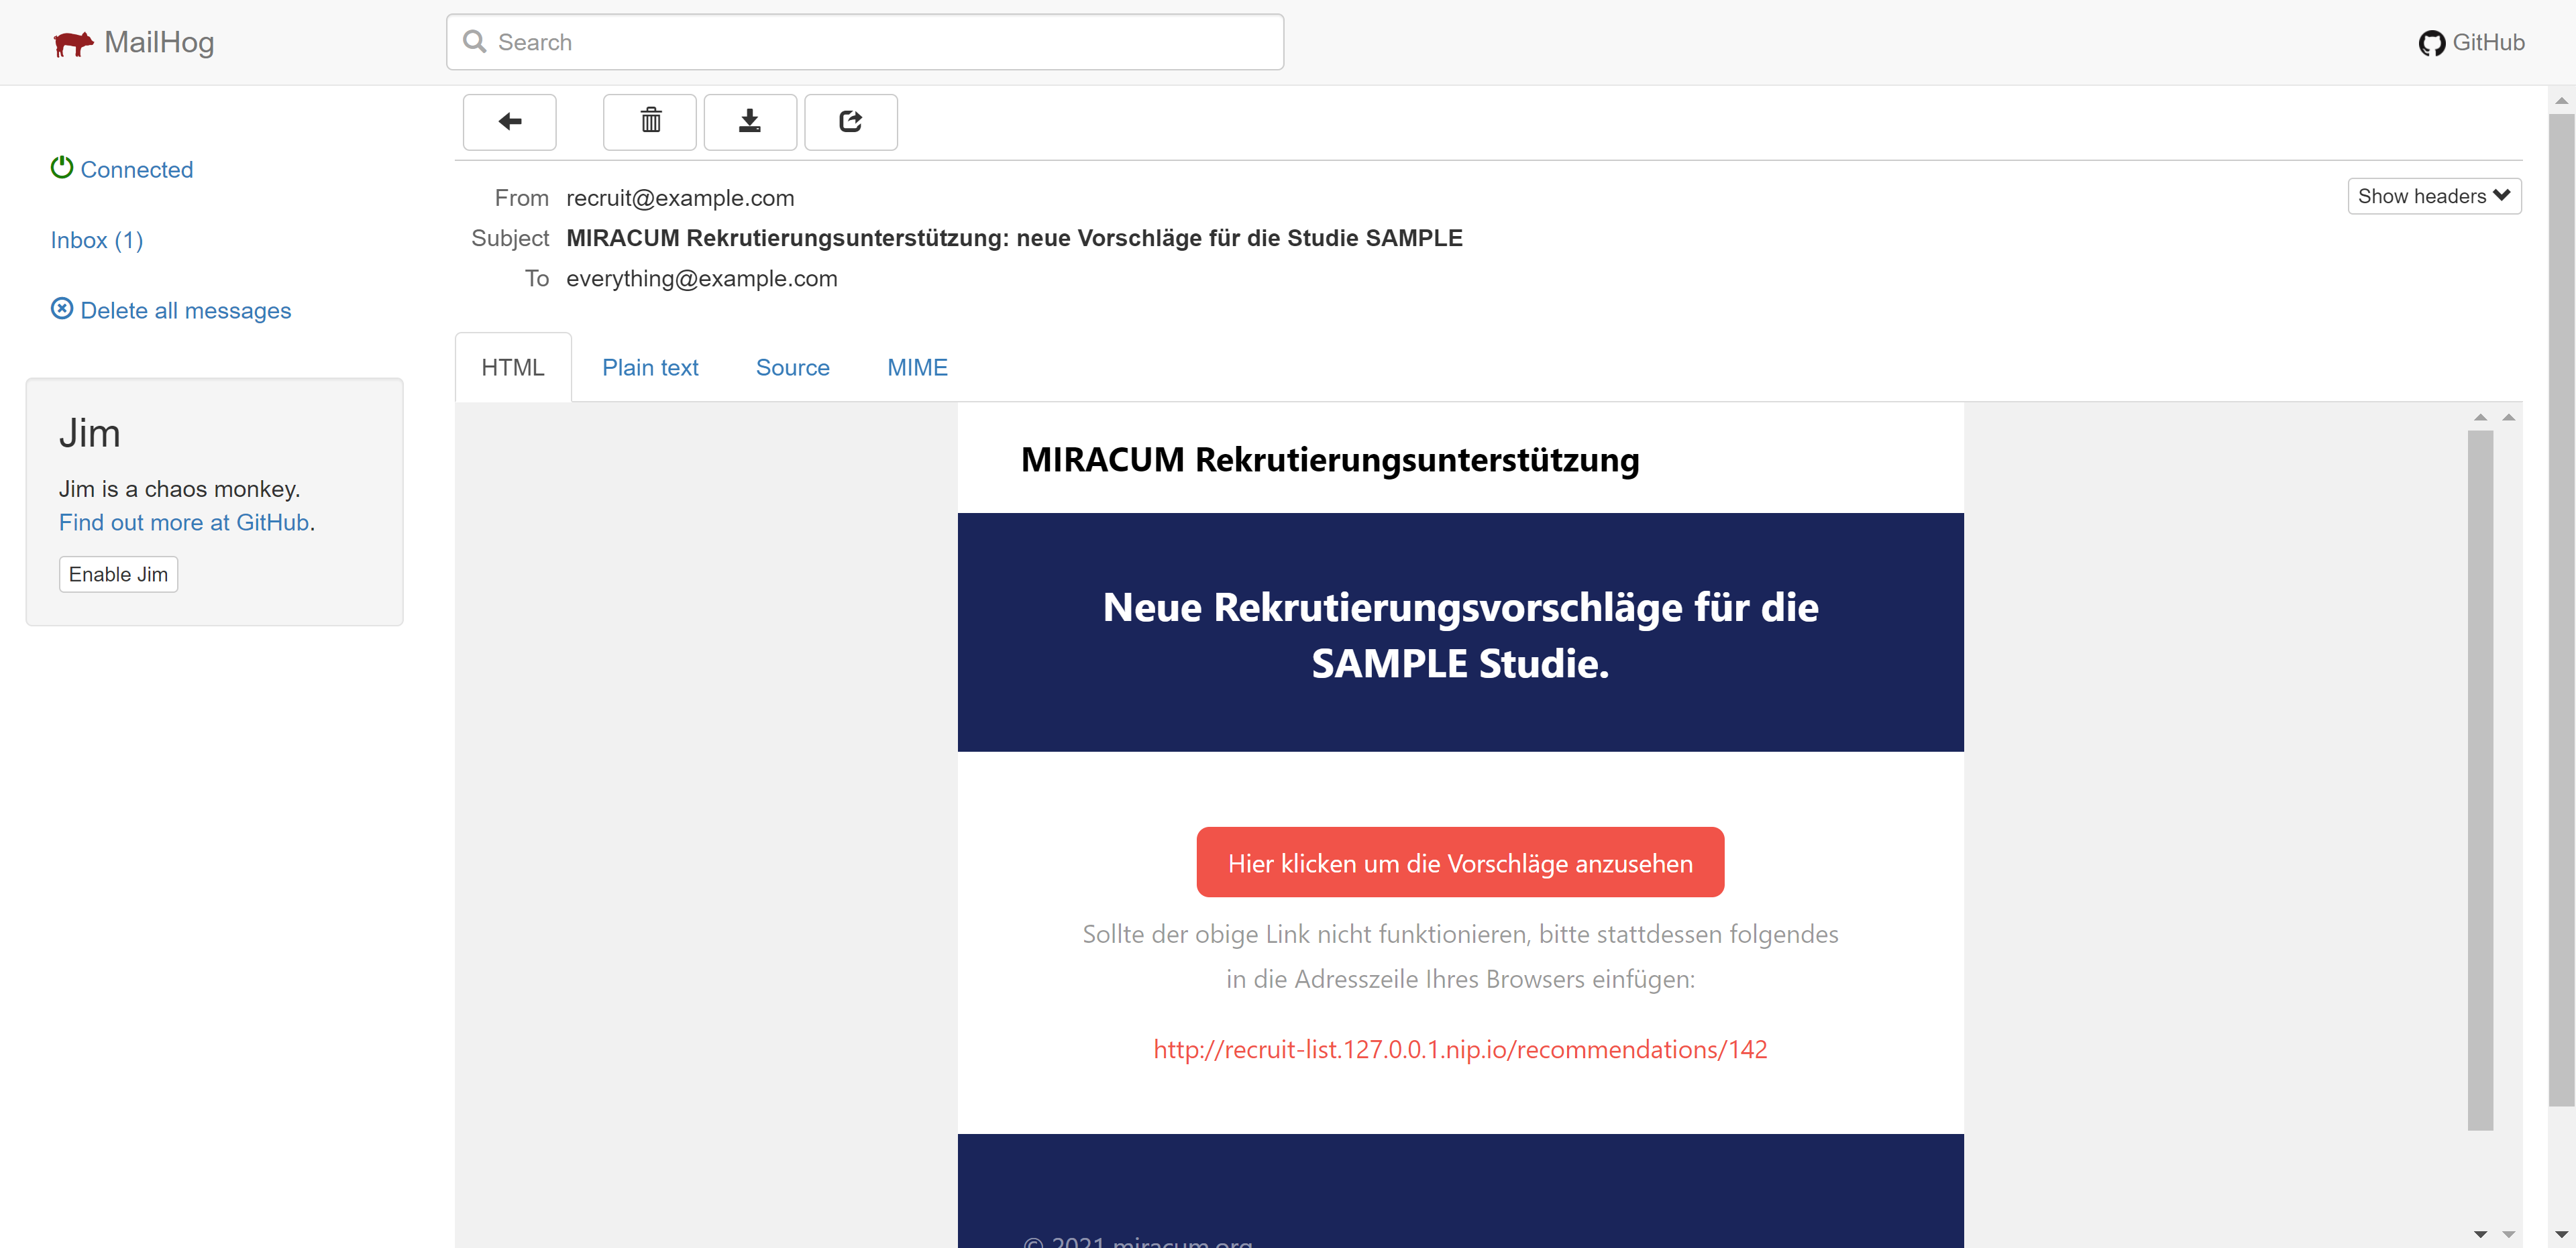 MailHog
Search
GitHub
Connected
Inbox (1)
Delete all messages
Jim
Jim is a chaos monkey.
Find out more at GitHub.
Enable Jim
From recruit@example.com
Show headers
Subject MIRACUM Rekrutierungsunterstützung: neue Vorschläge für die Studie SAMPLE
To everything@example.com
HTML Plain text Source MIME
MIRACUM Rekrutierungsunterstützung
Neue Rekrutierungsvorschläge für die
SAMPLE Studie.
Hier klicken um die Vorschläge anzusehen
Sollte der obige Link nicht funktionieren, bitte stattdessen folgendes
in die Adresszeile Ihres Browsers einfügen:
http://recruit-list.127.0.0.1.nip.io/recommendations/142
© 2021 miracum.org